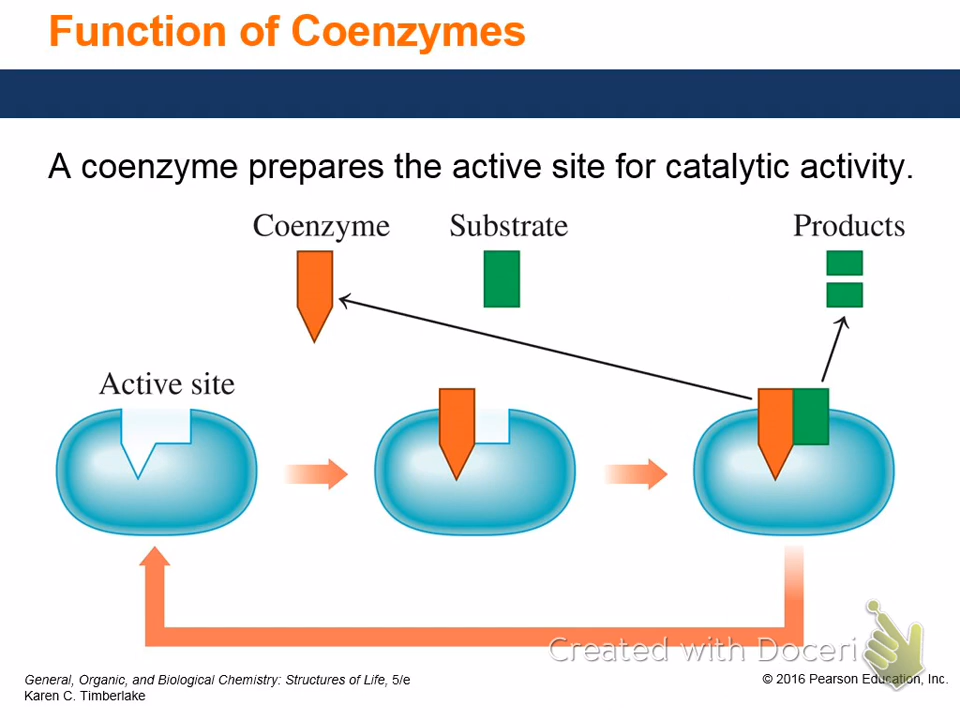 Function of Coenzymes
A coenzyme prepares the active site for catalytic activity.
Coenzyme Substrate Products
Active site
Created with Doceri
General, Organic, and Biological Chemistry: Structures of Life, 5/e
Karen C. Timberlake
© 2016 Pearson Education, Inc.